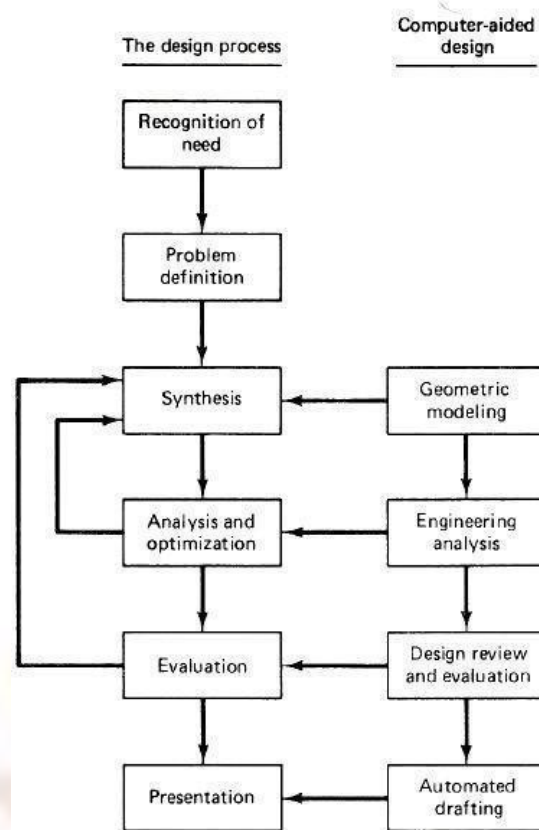 The design process
Computer-aided
design
Recognition of
need
Problem
definition
Synthesis
Geometric
modeling
Analysis and
optimization
Engineering
analysis
Evaluation
Design review
and evaluation
Presentation
Automated
drafting